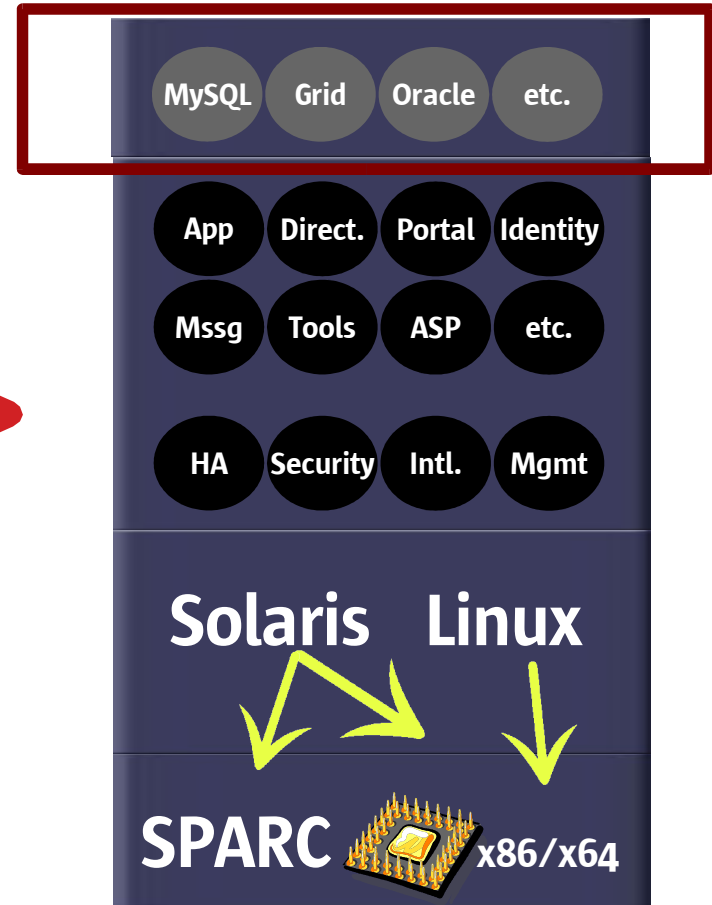 MySQL Grid Oracle etc.
App Direct. Portal Identity
Mssg Tools ASP etc.
HA Security Intl. Mgmt
Solaris Linux
SPARC x86/x64